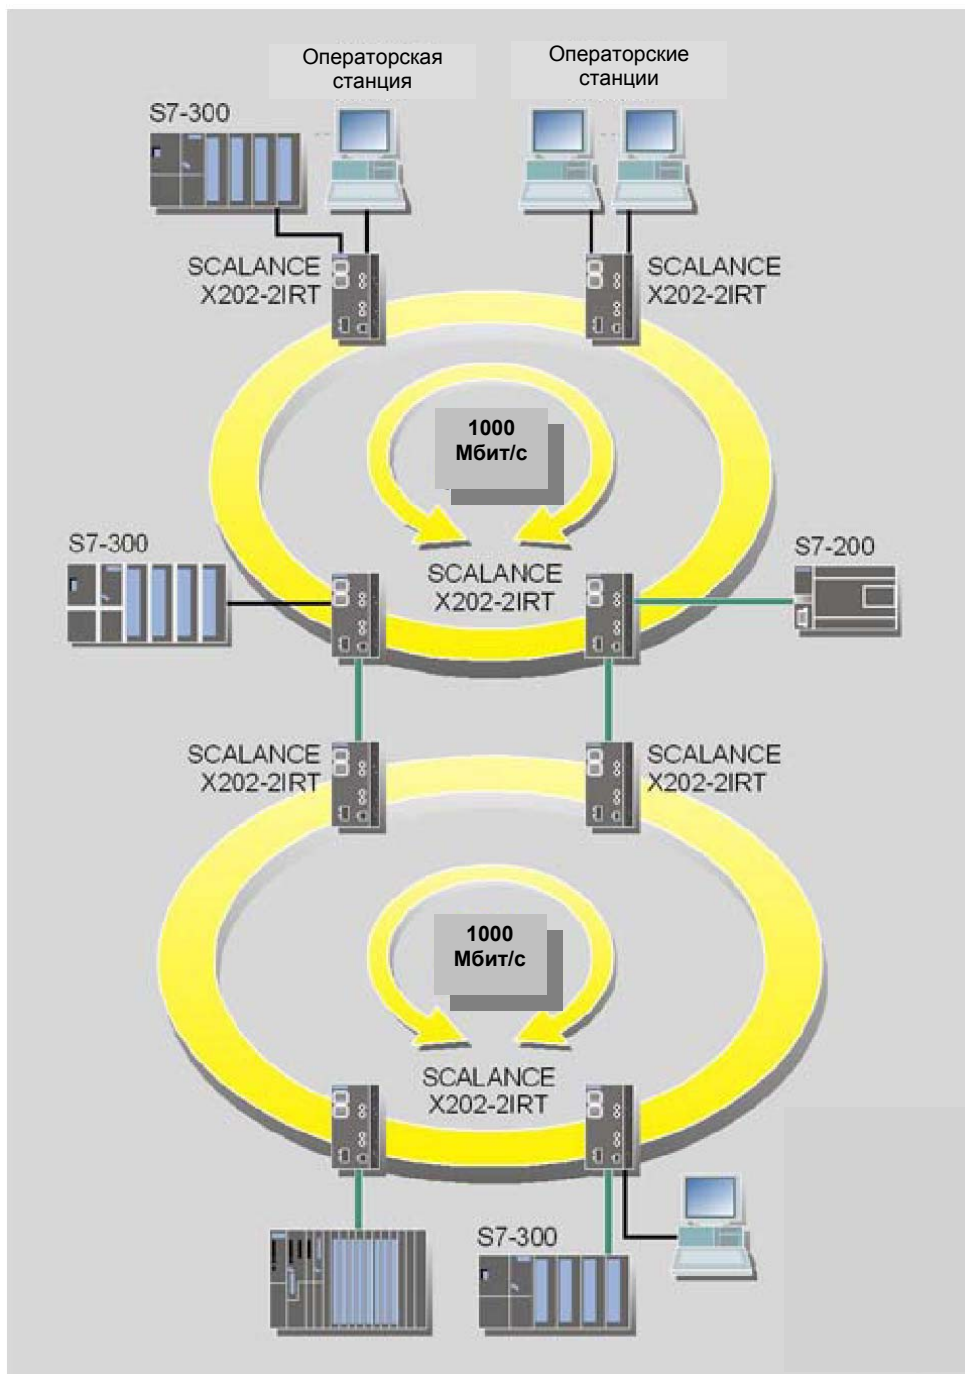 Операторская
станция
Операторские
станции
S7-300
SCALANCE
X202-2IRT
SCALANCE
X202-2IRT
1000
Мбит/с
S7-300
SCALANCE
X202-2IRT
S7-200
SCALANCE
X202-2IRT
SCALANCE
X202-2IRT
1000
Мбит/с
SCALANCE
X202-2IRT
S7-300